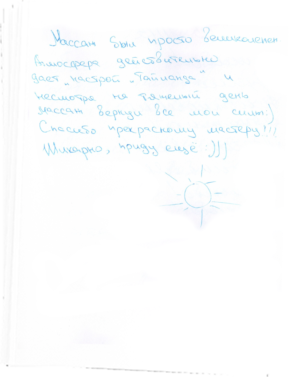 Массаж был просто великолепен
Атмосфера действительно
дает „настрой „Тайланда" и
несмотря на тяжелый день
массаж вернул все мои силы:)
Спасибо прекрасному мастеру!!!
Шикарно, приду ещё :)))